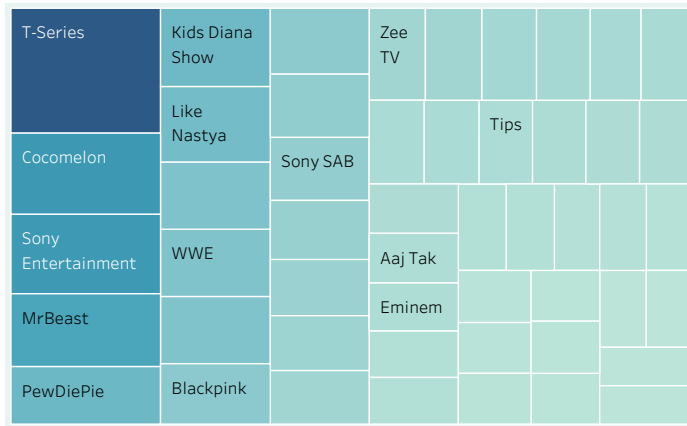 T-Series
Cocomelon
Sony
Entertainment
MrBeast
PewDiePie
Kids Diana
Show
Like
Nastya
WWE
Blackpink
Sony SAB
Zee
TV
Tips
Aaj Tak
Eminem